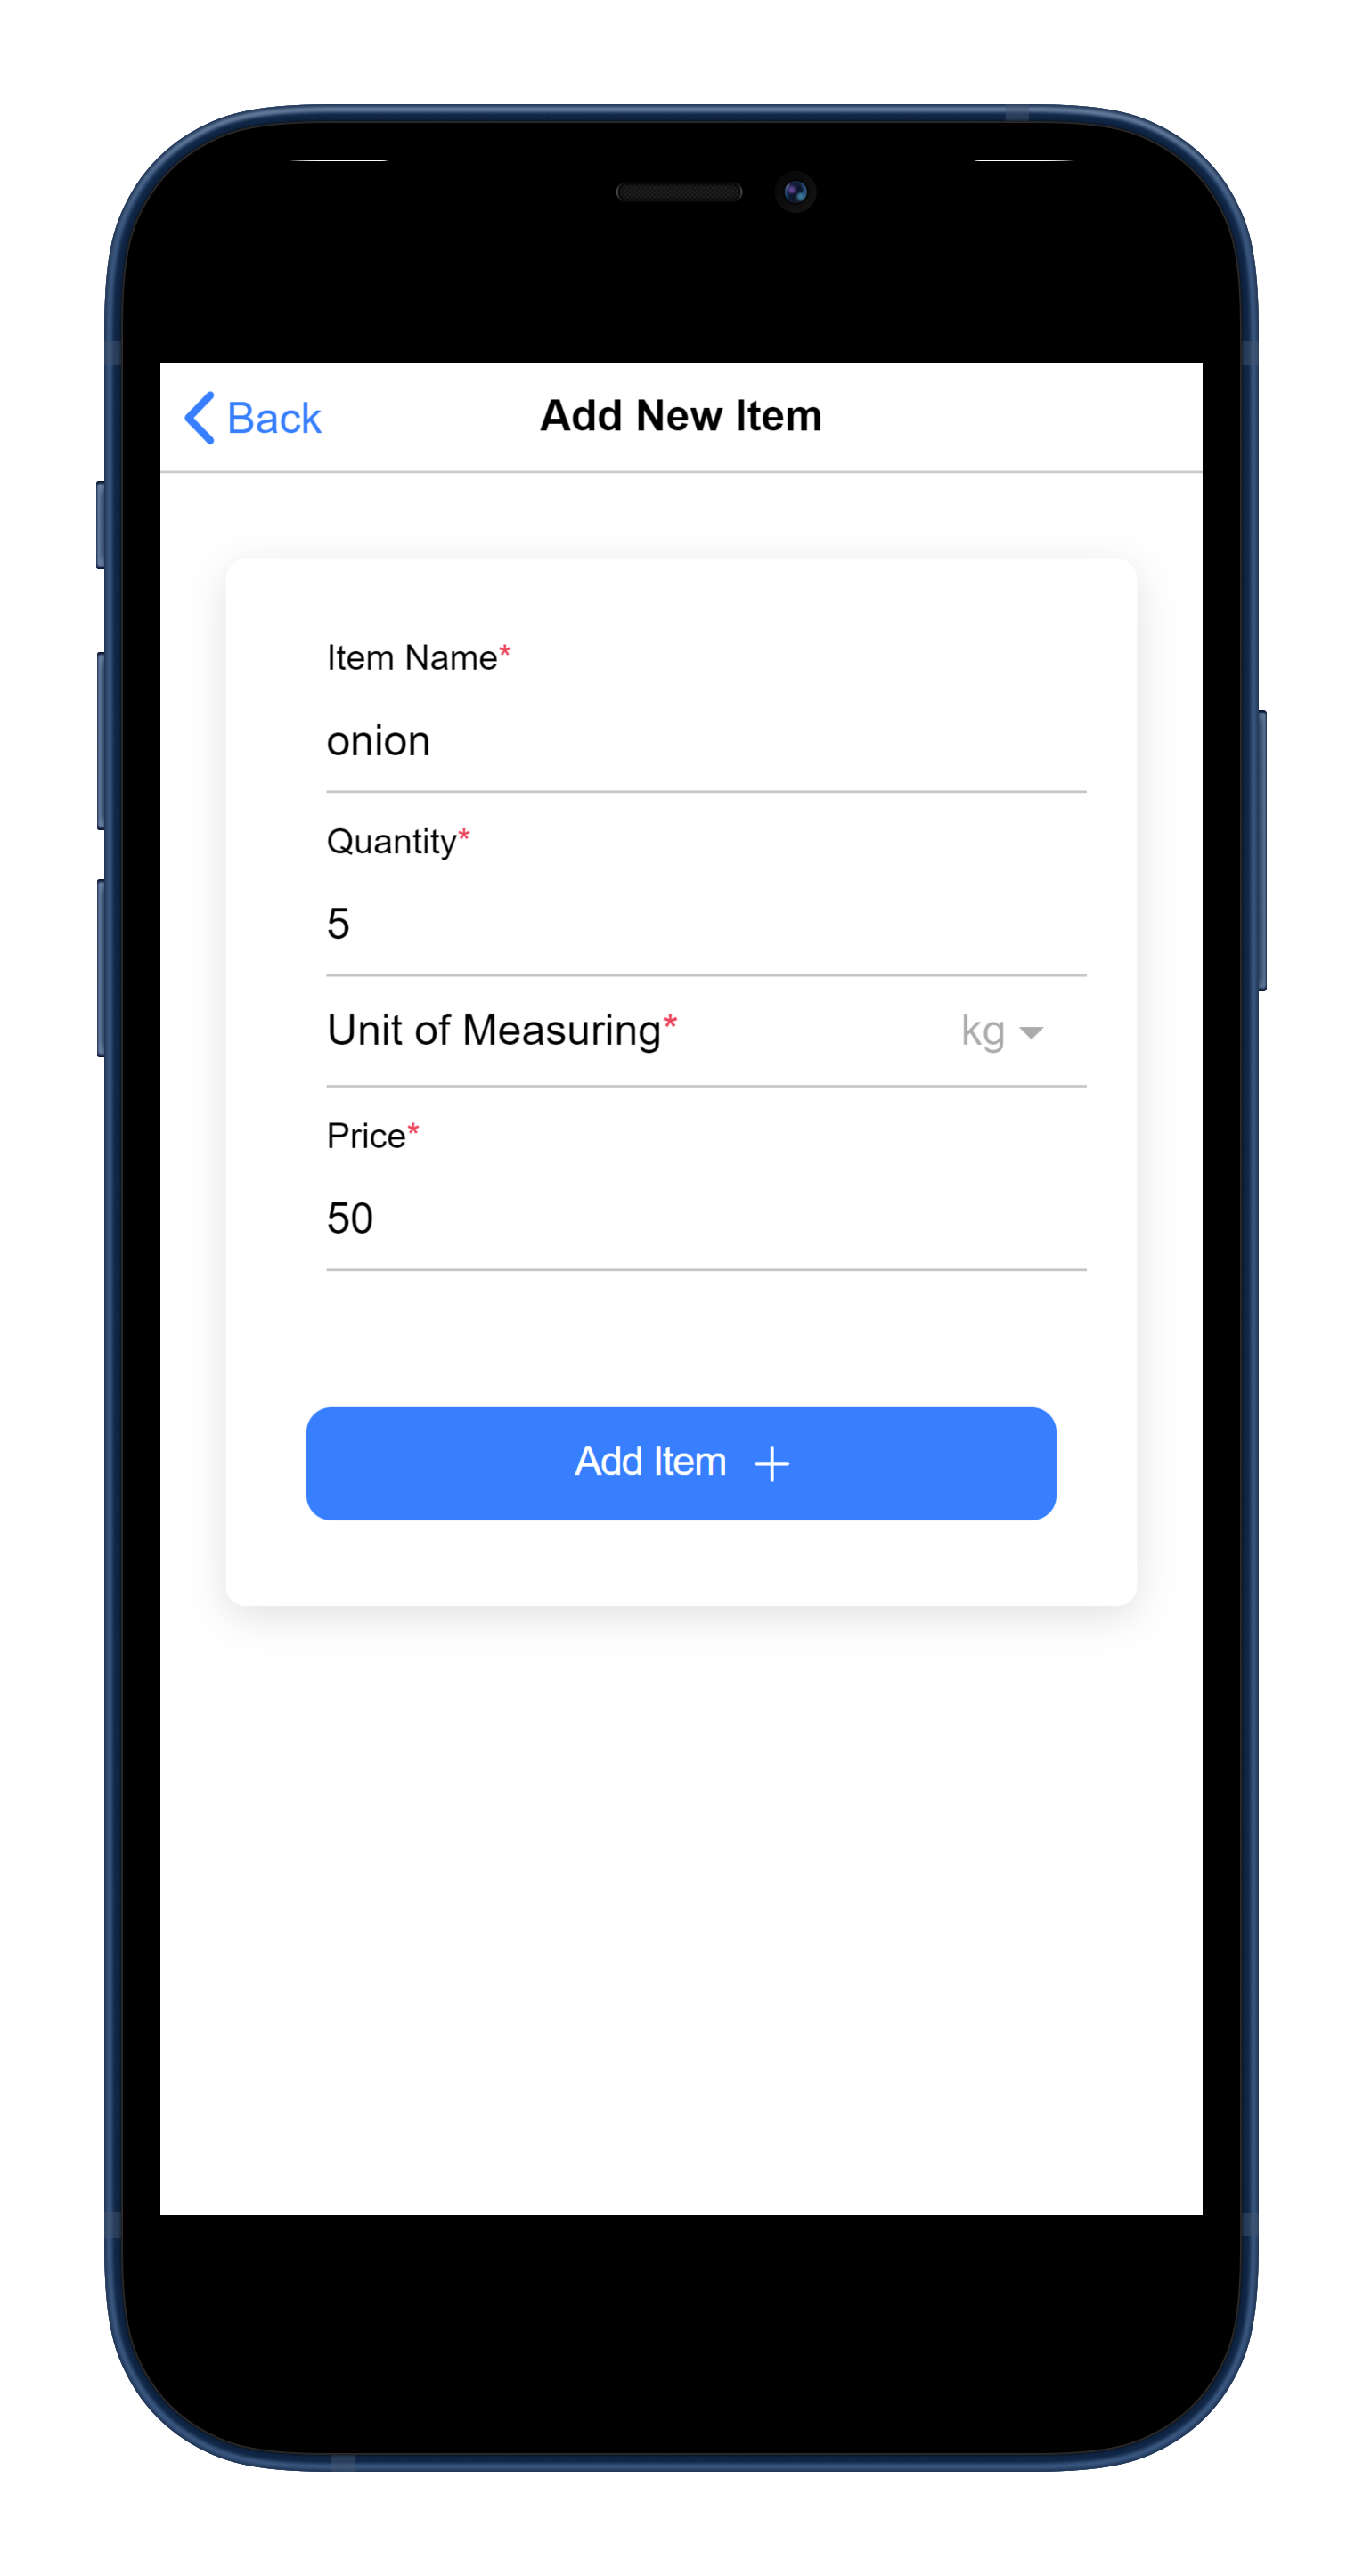 Back
Add New Item
Item Name*
onion
Quantity*
5
Unit of Measuring* kg
Price*
50
Add Item +